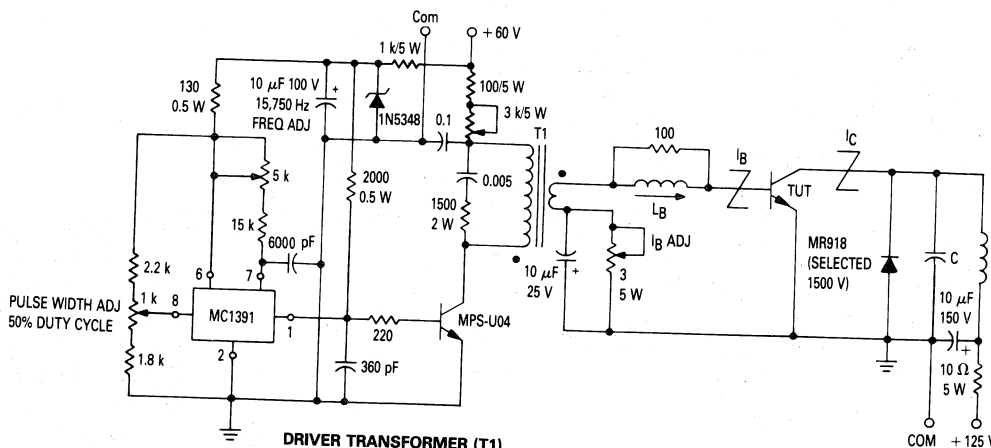 Com
+ 60 V
1 k/5 W
130
0.5 W
10 μF 100 V
15,750 Hz
FREQ ADJ
+
1N5348
100/5 W
3 k/5 W
0.1
T1
5 k
2000
0.5 W
0.005
1500
2 W
15 k
6000 pF
100
LB
IB
IC
TUT
IB ADJ
3
5 W
10 μF
25 V
+
MR918
(SELECTED
1500 V)
C
10 μF
150 V
+
10 Ω
5 W
2.2 k
6
7
PULSE WIDTH ADJ
50% DUTY CYCLE
1 k
8
MC1391
1
2
1.8 k
220
MPS-U04
360 pF
DRIVER TRANSFORMER (T1)
COM
+ 125 V